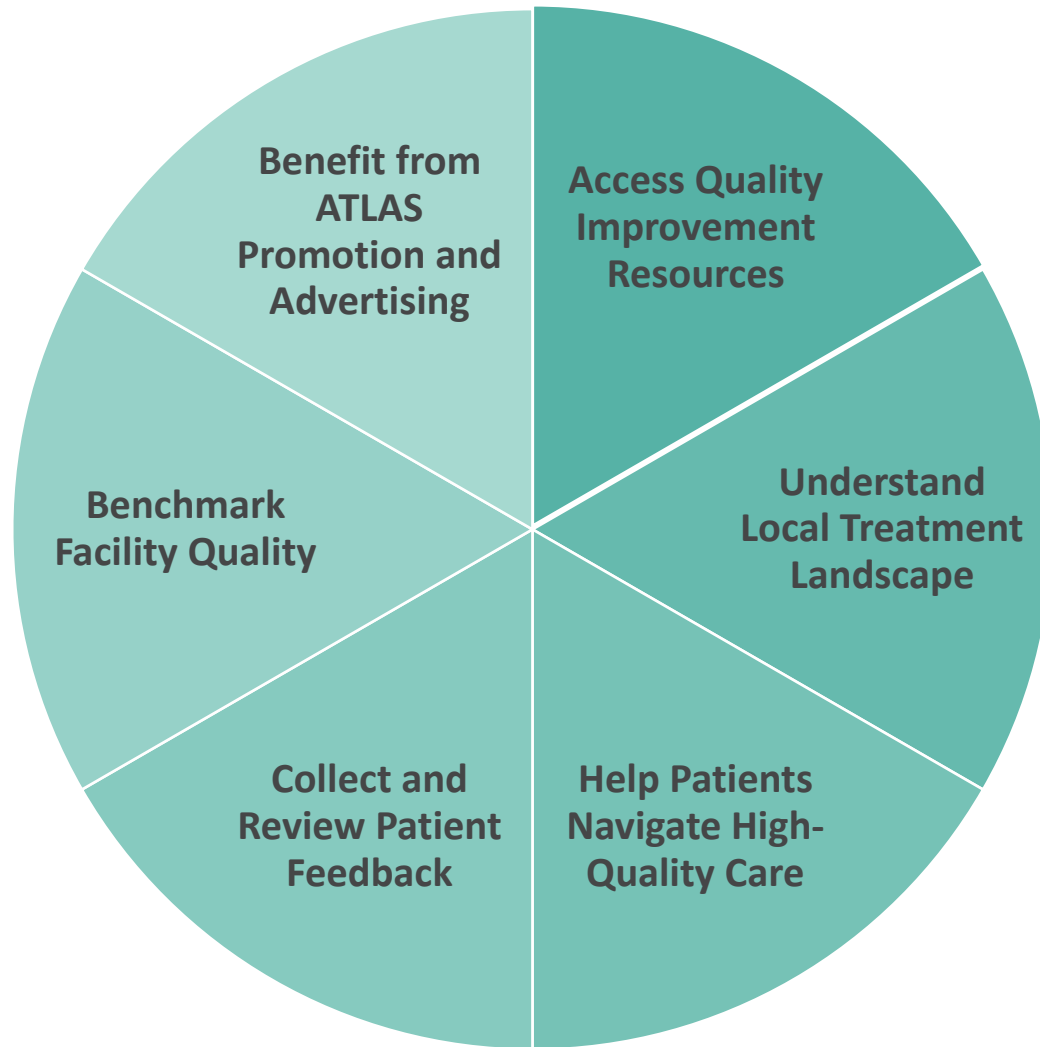 Benefit from
ATLAS
Promotion and
Advertising
Access Quality
Improvement
Resources
Benchmark
Facility Quality
Understand
Local Treatment
Landscape
Collect and
Review Patient
Feedback
Help Patients
Navigate High-
Quality Care